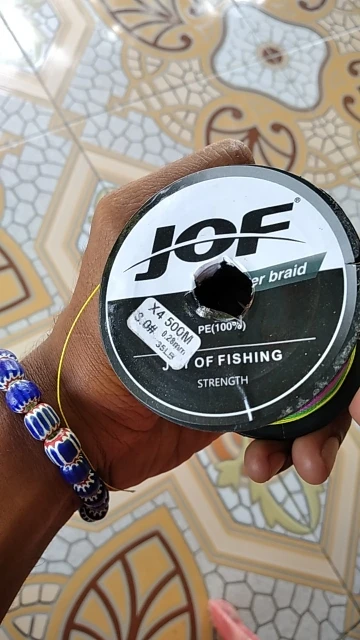 JOF®
er braid
X4 500M
3.0# 0.28mm
35LB
PE(100%)
OF FISHING
STRENGTH